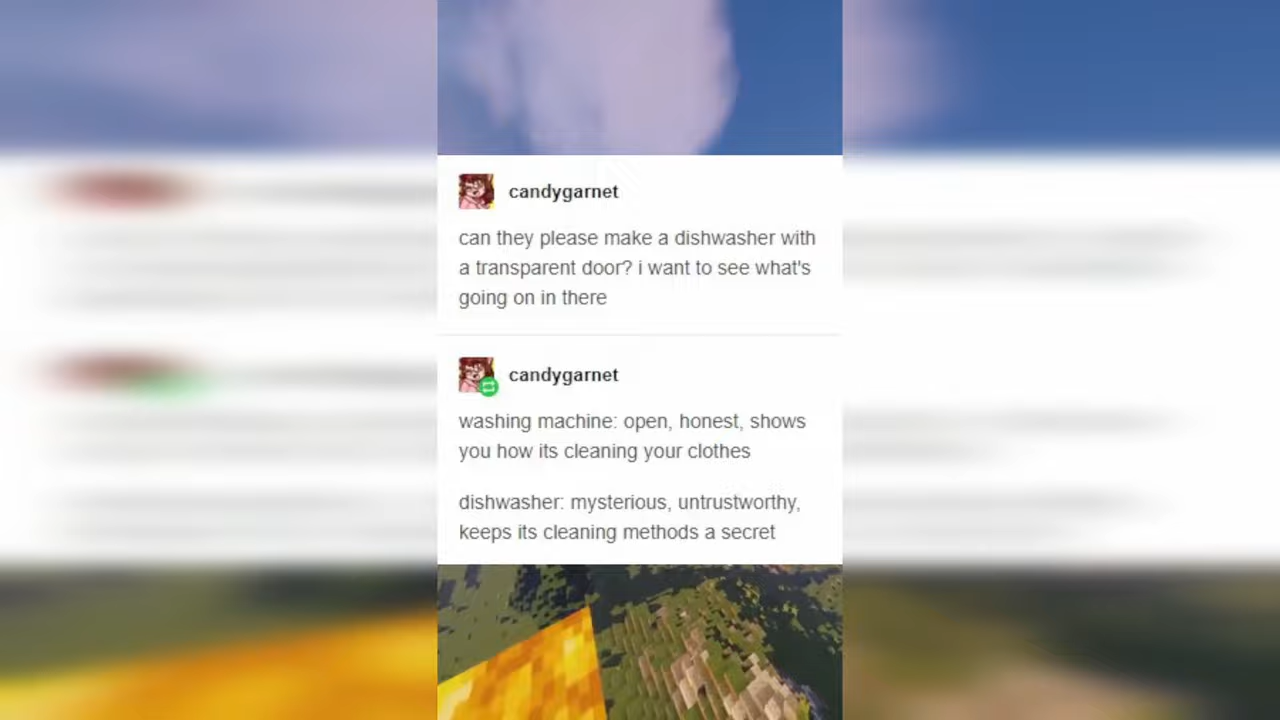 candygarnet
can they please make a dishwasher with
a transparent door? i want to see what's
going on in there
candygarnet
washing machine: open, honest, shows
you how its cleaning your clothes
dishwasher: mysterious, untrustworthy,
keeps its cleaning methods a secret